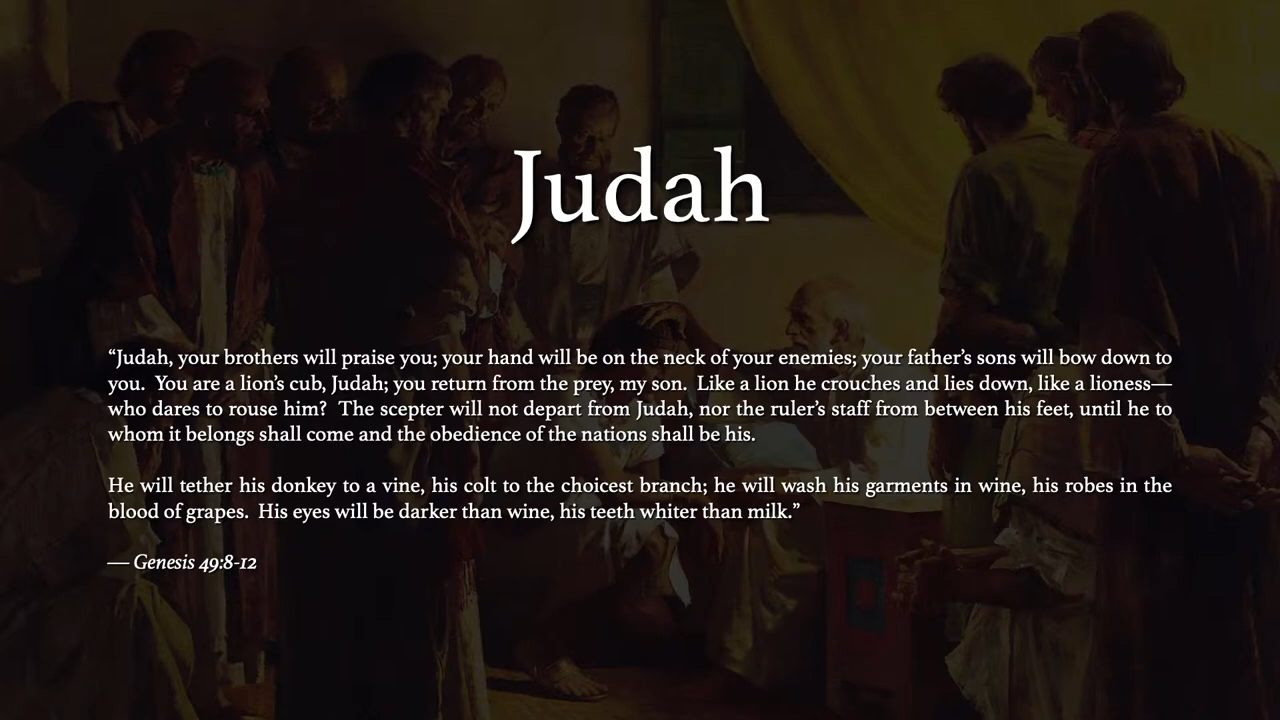 Judah
“Judah, your brothers will praise you; your hand will be on the neck of your enemies; your father’s sons will bow down to
you.  You are a lion’s cub, Judah; you return from the prey, my son.  Like a lion he crouches and lies down, like a lioness—
who dares to rouse him?  The scepter will not depart from Judah, nor the ruler’s staff from between his feet, until he to
whom it belongs shall come and the obedience of the nations shall be his.
He will tether his donkey to a vine, his colt to the choicest branch; he will wash his garments in wine, his robes in the
blood of grapes.  His eyes will be darker than wine, his teeth whiter than milk.”
— Genesis 49:8-12